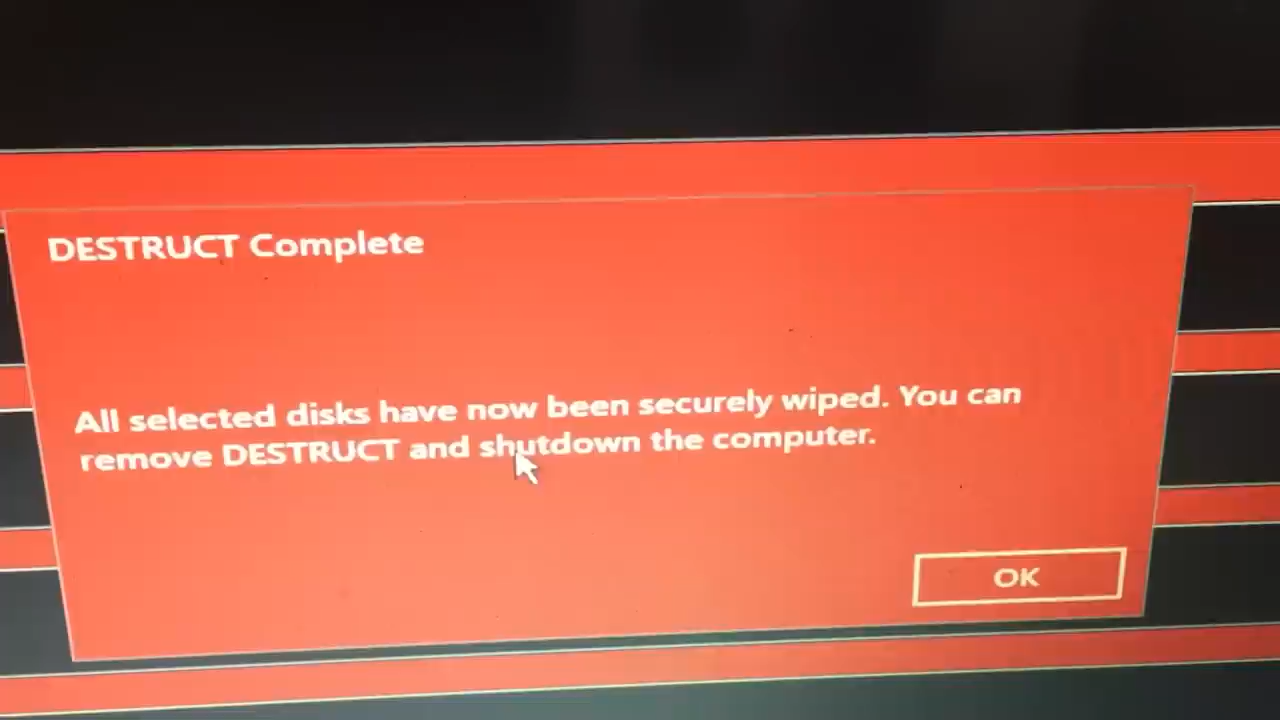 DESTRUCT Complete
All selected disks have now been securely wiped. You can
remove DESTRUCT and shutdown the computer.
OK